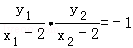 y₁/(x₁−2) • y₂/(x₂−2) = −1